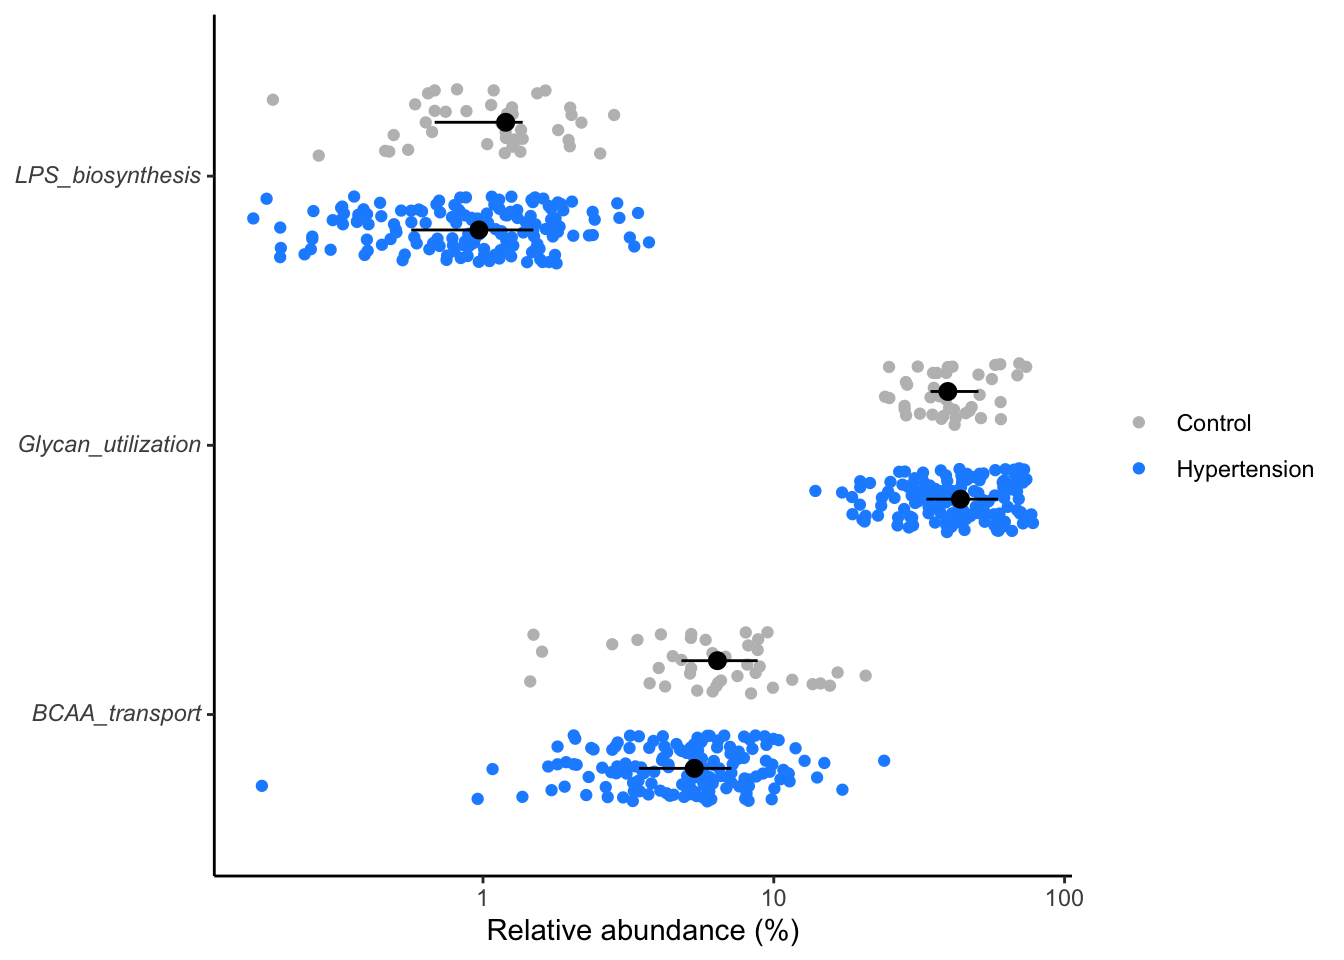 LPS_biosynthesis
Glycan_utilization
BCAA_transport
Control
Hypertension
1
10
100
Relative abundance (%)